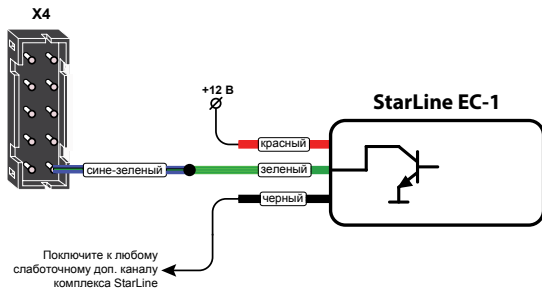 X4
+12 В
StarLine EC-1
красный
сине-зеленый
зеленый
черный
Поключите к любому
слаботочному доп. каналу
комплекса StarLine